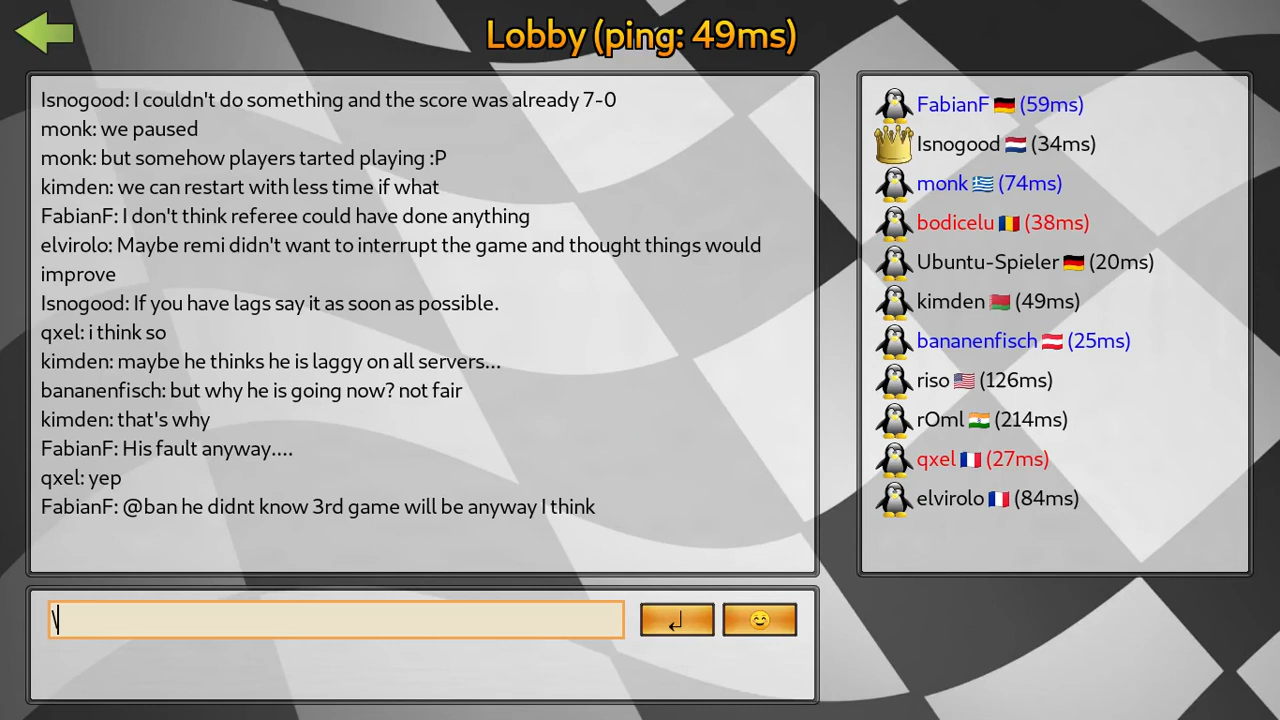 Lobby (ping: 49ms)
Isnogood: I couldn't do something and the score was already 7-0
monk: we paused
monk: but somehow players tarted playing :P
kimden: we can restart with less time if what
FabianF: I don't think referee could have done anything
elvirolo: Maybe remi didn't want to interrupt the game and thought things would
improve
Isnogood: If you have lags say it as soon as possible.
qxel: i think so
kimden: maybe he thinks he is laggy on all servers...
bananenfisch: but why he is going now? not fair
kimden: that's why
FabianF: His fault anyway....
qxel: yep
FabianF: @ban he didnt know 3rd game will be anyway I think
\
FabianF 🇩🇪 (59ms)
Isnogood 🇳🇱 (34ms)
monk 🇬🇷 (74ms)
bodicelu 🇷🇴 (38ms)
Ubuntu-Spieler 🇩🇪 (20ms)
kimden 🇧🇾 (49ms)
bananenfisch 🇦🇹 (25ms)
riso 🇺🇸 (126ms)
rOml 🇮🇳 (214ms)
qxel 🇫🇷 (27ms)
elvirolo 🇫🇷 (84ms)